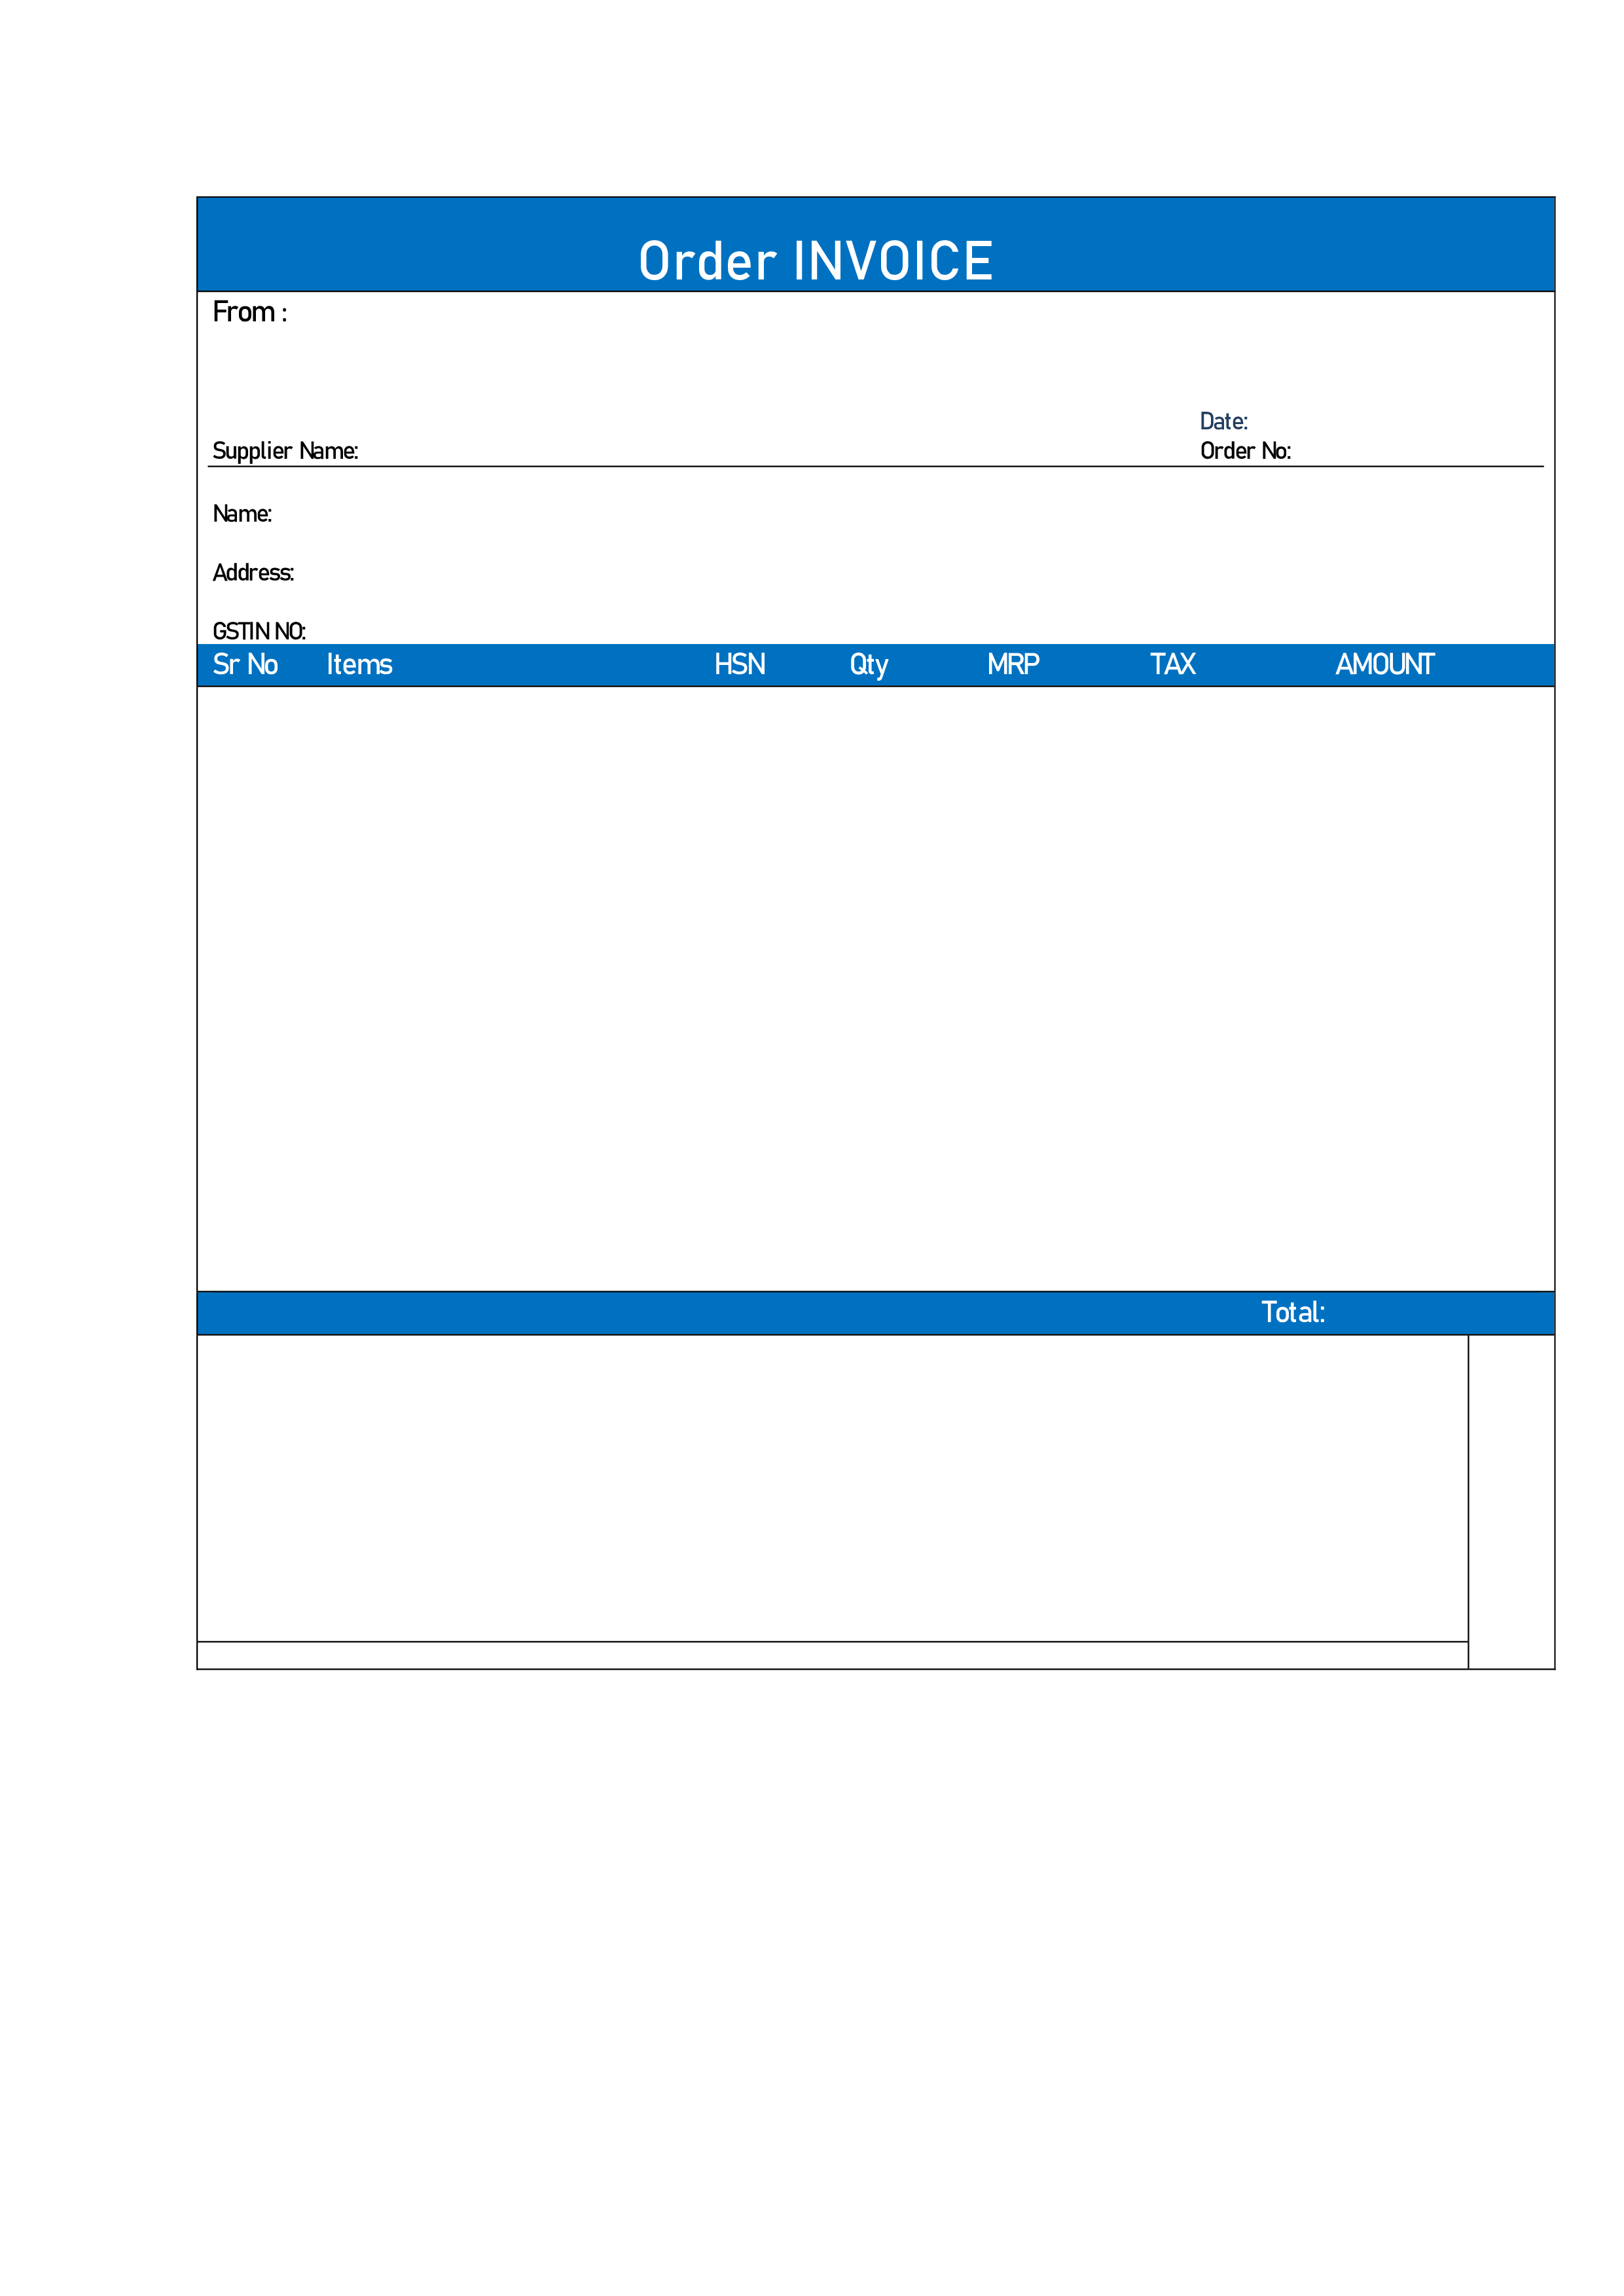 Order INVOICE
From :
Date:
Supplier Name: Order No:
Name:
Address:
GSTIN NO:
Sr No Items HSN Qty MRP TAX AMOUNT
Total: